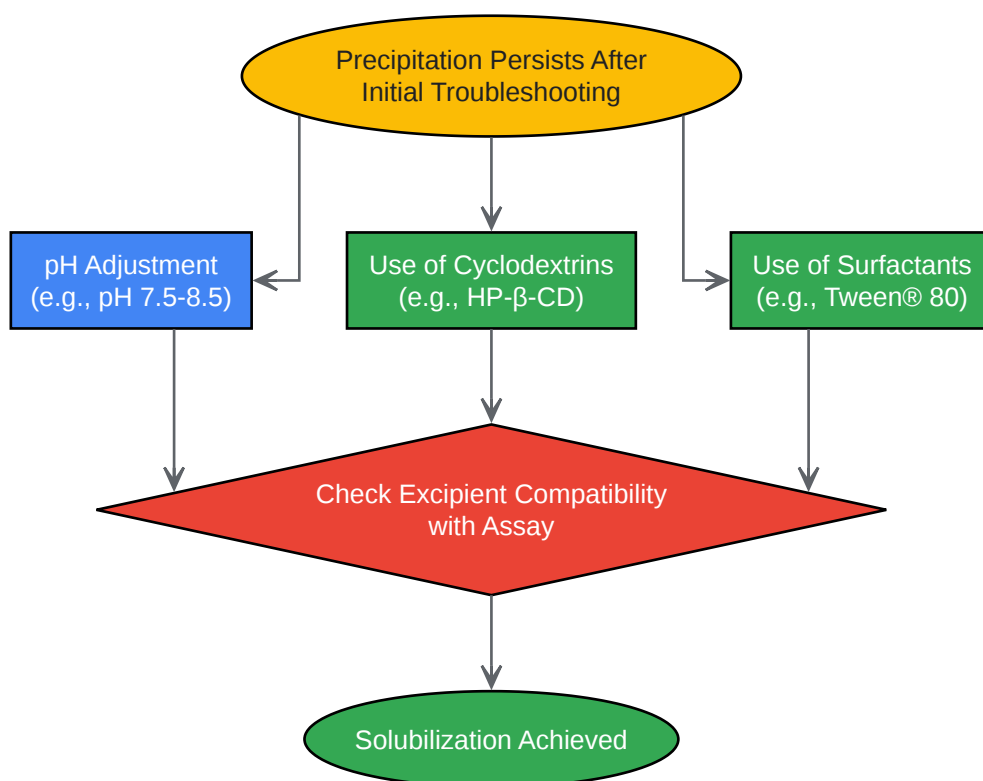 Precipitation Persists After
Initial Troubleshooting
pH Adjustment
(e.g., pH 7.5-8.5)
Use of Cyclodextrins
(e.g., HP-β-CD)
Use of Surfactants
(e.g., Tween® 80)
Check Excipient Compatibility
with Assay
Solubilization Achieved